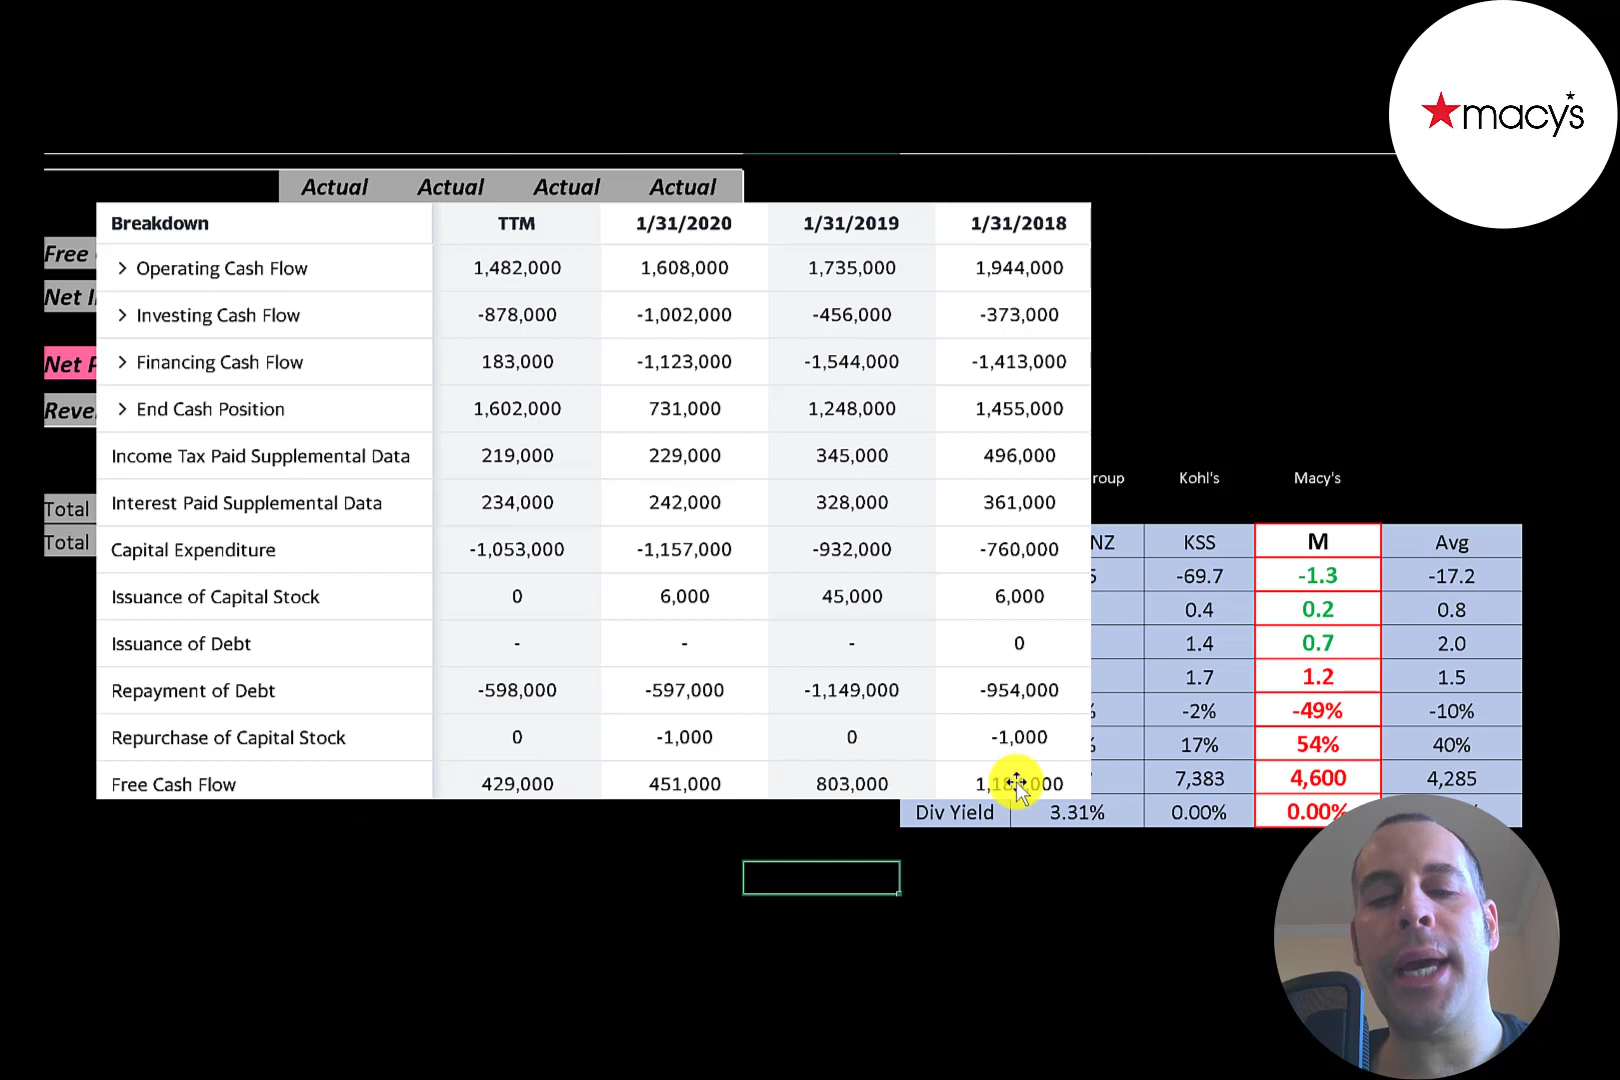 macy's
Actual Actual Actual Actual
Breakdown TTM 1/31/2020 1/31/2019 1/31/2018
Free
Operating Cash Flow 1,482,000 1,608,000 1,735,000 1,944,000
Net
Investing Cash Flow -878,000 -1,002,000 -456,000 -373,000
Net
Financing Cash Flow 183,000 -1,123,000 -1,544,000 -1,413,000
Reve
End Cash Position 1,602,000 731,000 1,248,000 1,455,000
Income Tax Paid Supplemental Data 219,000 229,000 345,000 496,000
roup Kohl's Macy's
Interest Paid Supplemental Data 234,000 242,000 328,000 361,000
Total
Total
Capital Expenditure -1,053,000 -1,157,000 -932,000 -760,000
NZ KSS M Avg
5 -69.7 -1.3 -17.2
Issuance of Capital Stock 0 6,000 45,000 6,000
0.4 0.2 0.8
Issuance of Debt - - - 0
1.4 0.7 2.0
1.7 1.2 1.5
Repayment of Debt -598,000 -597,000 -1,149,000 -954,000
% -2% -49% -10%
Repurchase of Capital Stock 0 -1,000 0 -1,000
% 17% 54% 40%
7,383 4,600 4,285
Free Cash Flow 429,000 451,000 803,000
Div Yield 3.31% 0.00% 0.00%